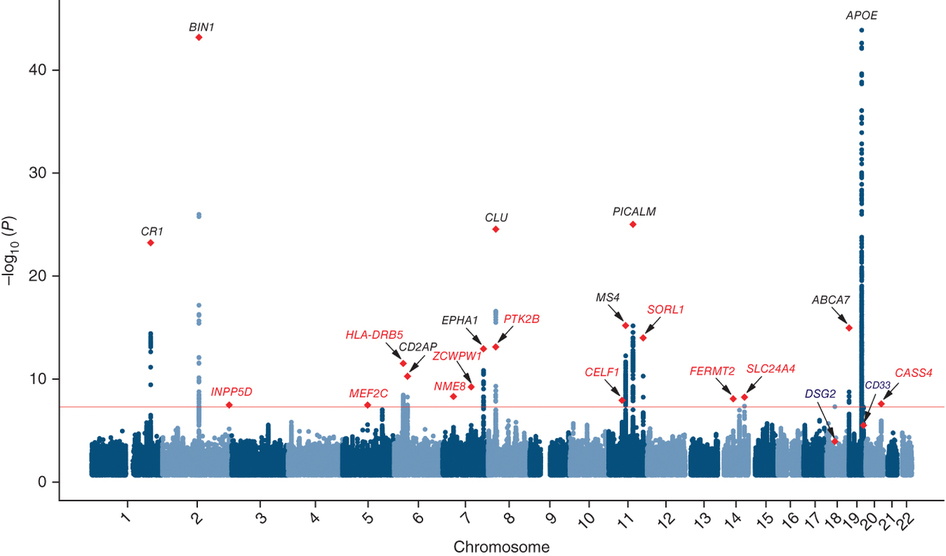 APOE
BIN1
40
30
–log10 (P)
CLU
PICALM
CR1
20
MS4
SORL1
ABCA7
EPHA1
PTK2B
HLA-DRB5
CD2AP
ZCWPW1
10
INPP5D
MEF2C
NME8
CELF1
FERMT2
SLC24A4
DSG2
CD33
CASS4
0
1 2 3 4 5 6 7 8 9 10 11 12 13 14 15 16 17 18 19 20 21 22
Chromosome